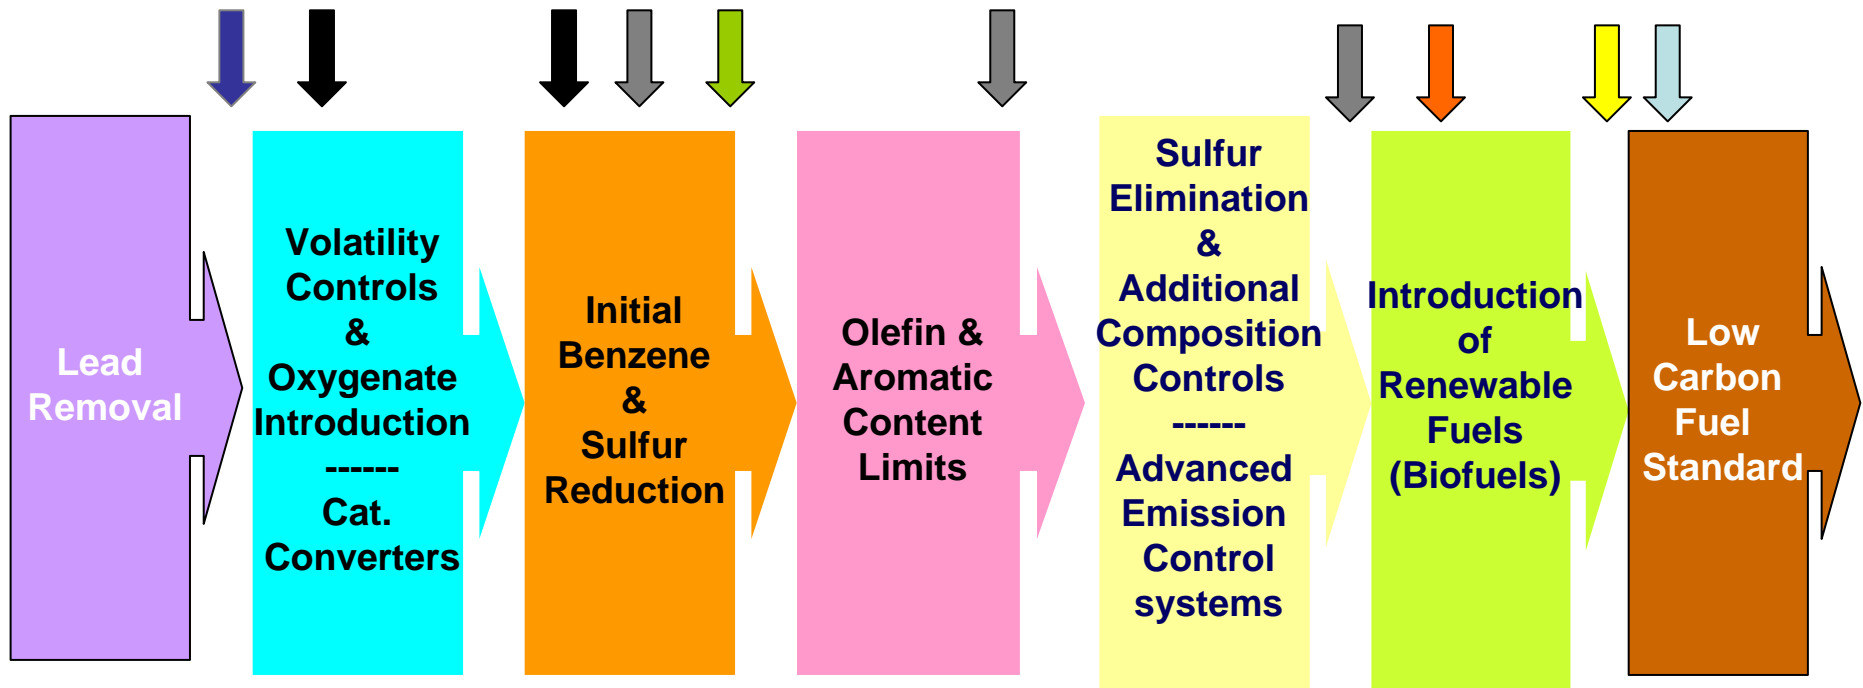 Lead
Removal
Volatility
Controls
&
Oxygenate
Introduction
------
Cat.
Converters
Initial
Benzene
&
Sulfur
Reduction
Olefin &
Aromatic
Content
Limits
Sulfur
Elimination
&
Additional
Composition
Controls
------
Advanced
Emission
Control
systems
Introduction
of
Renewable
Fuels
(Biofuels)
Low
Carbon
Fuel
Standard